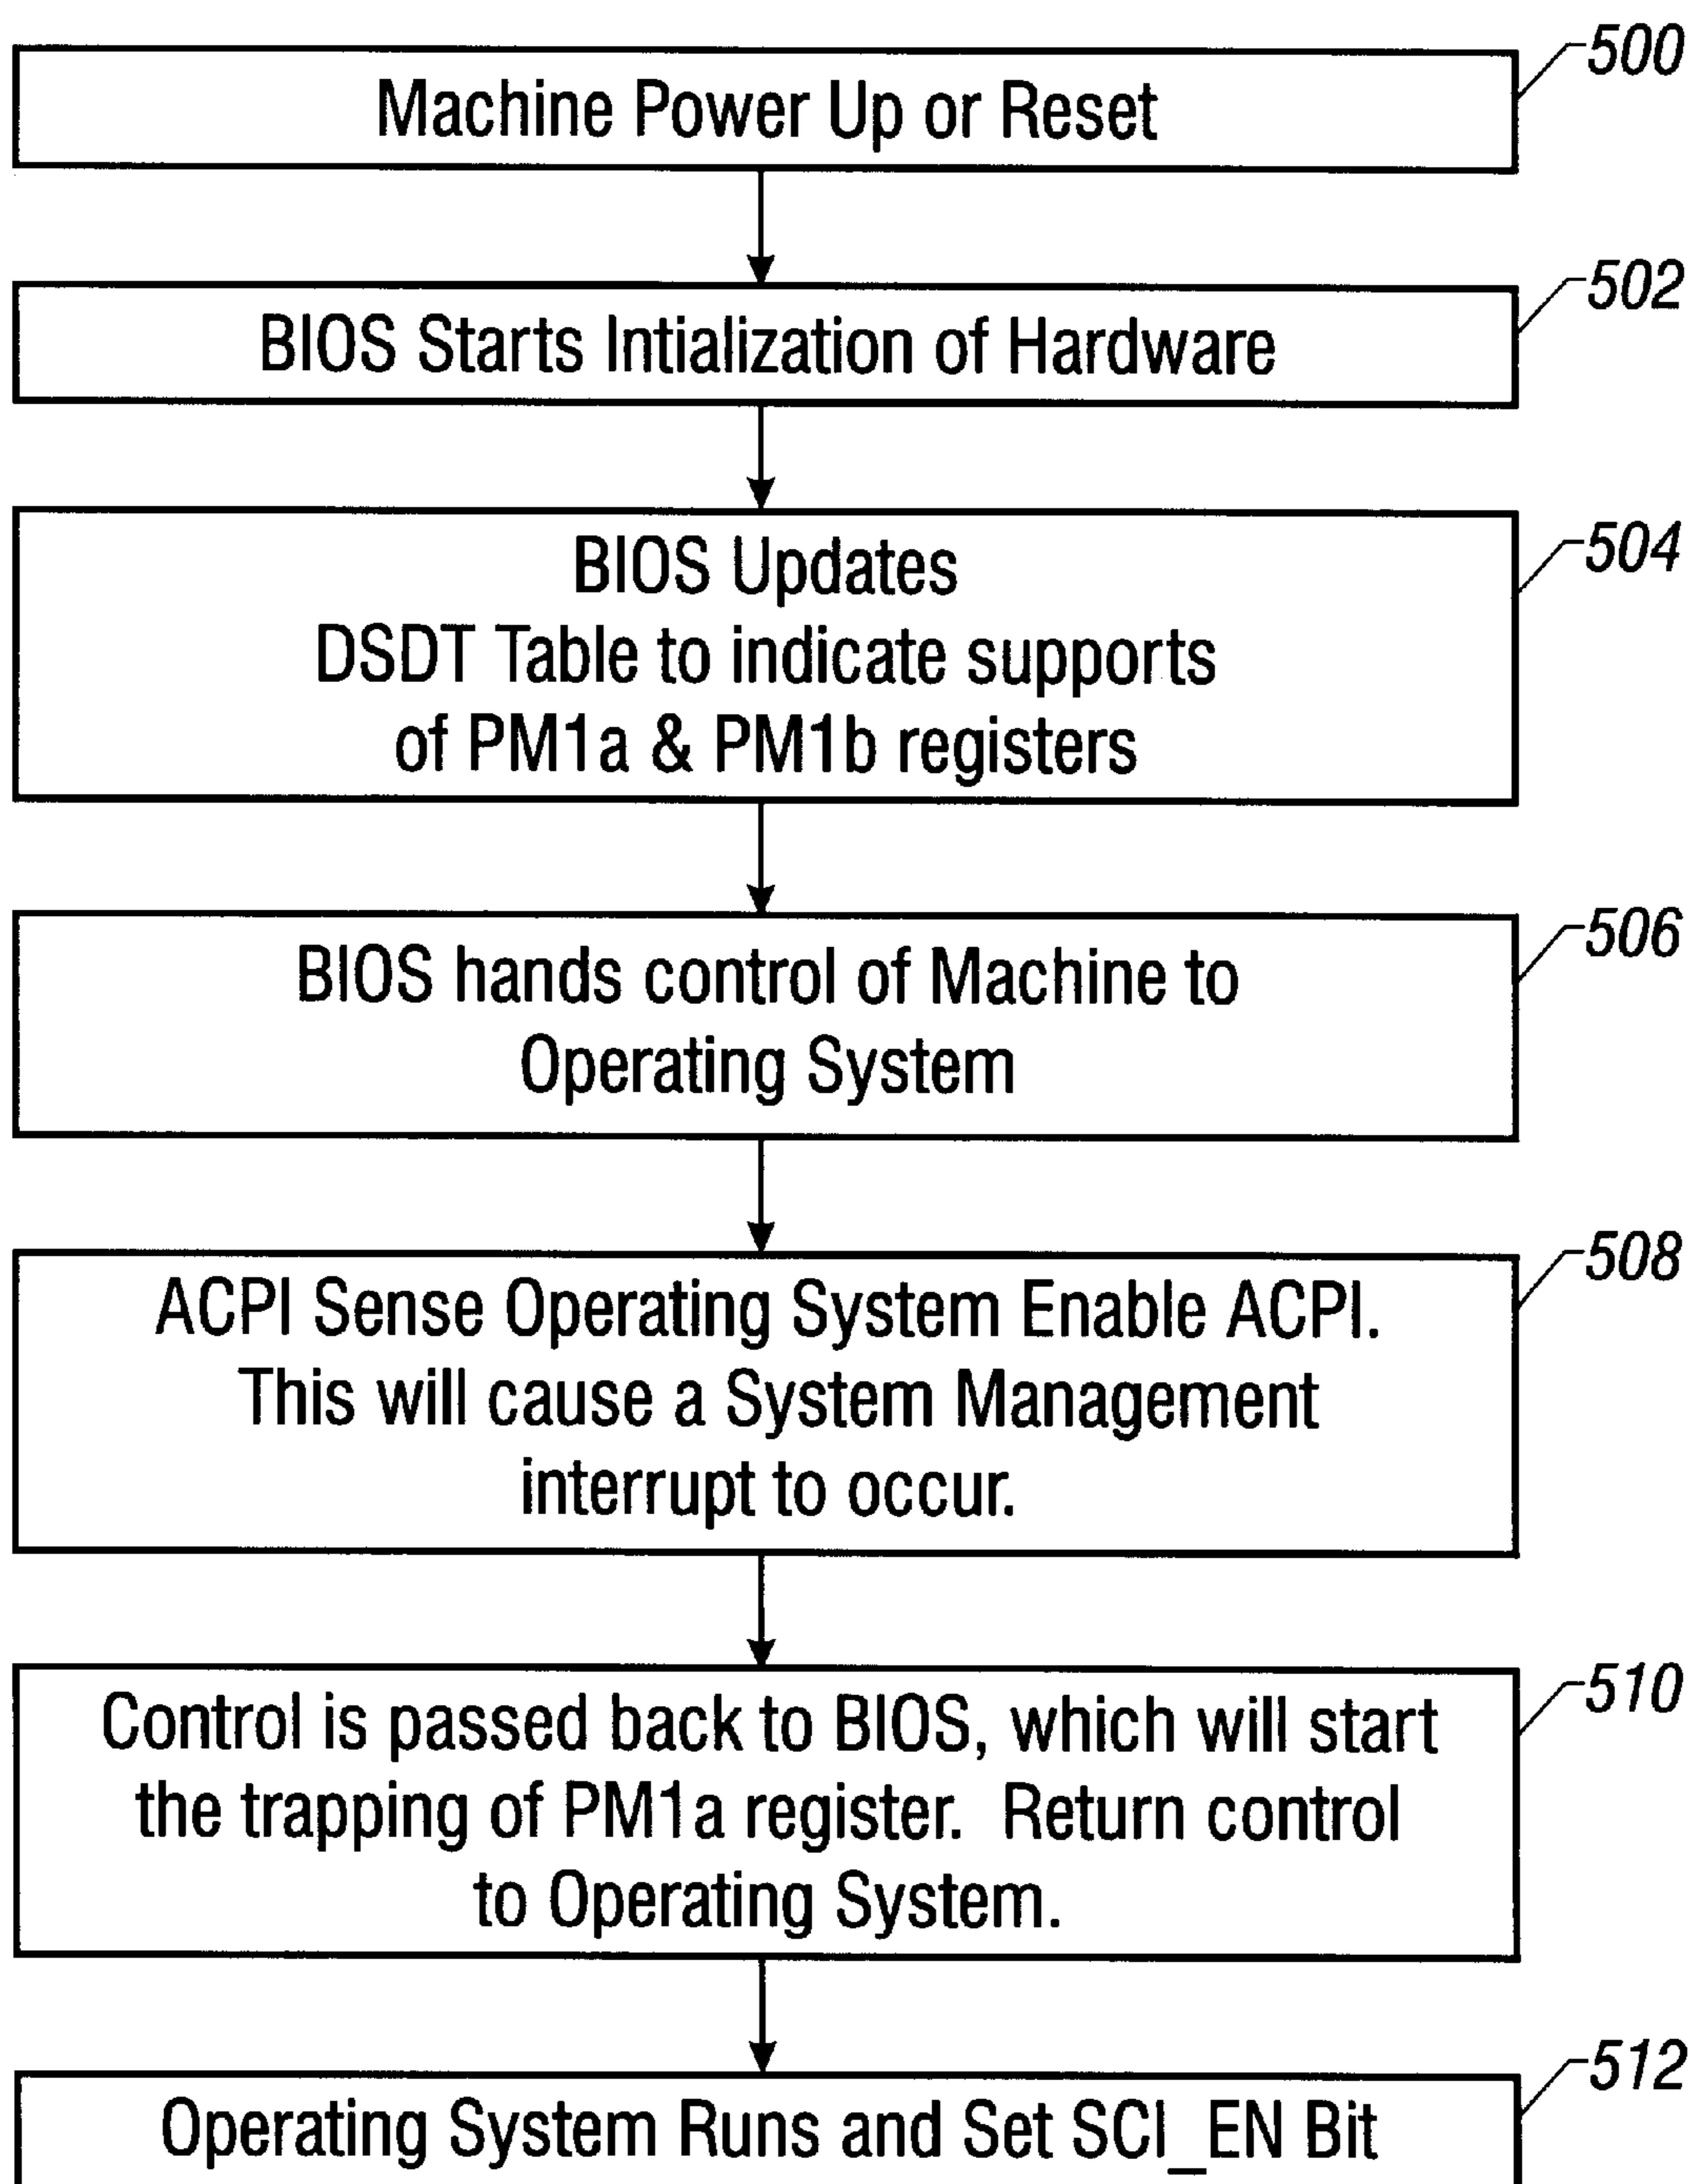 500
Machine Power Up or Reset
502
BIOS Starts Intialization of Hardware
504
BIOS Updates
DSDT Table to indicate supports
of PM1a & PM1b registers
506
BIOS hands control of Machine to
Operating System
508
ACPI Sense Operating System Enable ACPI.
This will cause a System Management
interrupt to occur.
510
Control is passed back to BIOS, which will start
the trapping of PM1a register. Return control
to Operating System.
512
Operating System Runs and Set SCI_EN Bit